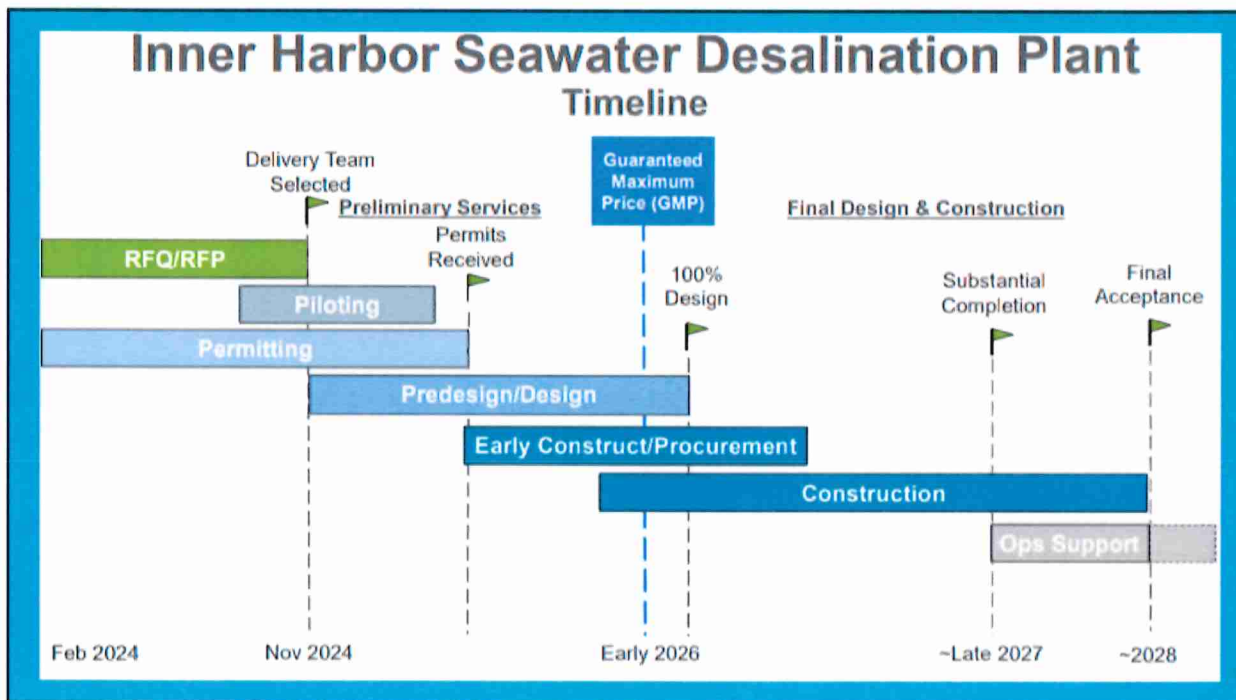 Inner Harbor Seawater Desalination Plant
Timeline
Delivery Team
Selected
Guaranteed
Maximum
Price (GMP)
Preliminary Services
Final Design & Construction
Permits
Received
RFQ/RFP
100%
Design
Substantial
Completion
Final
Acceptance
Piloting
Permitting
Predesign/Design
Early Construct/Procurement
Construction
Ops Support
Feb 2024
Nov 2024
Early 2026
~Late 2027
~2028